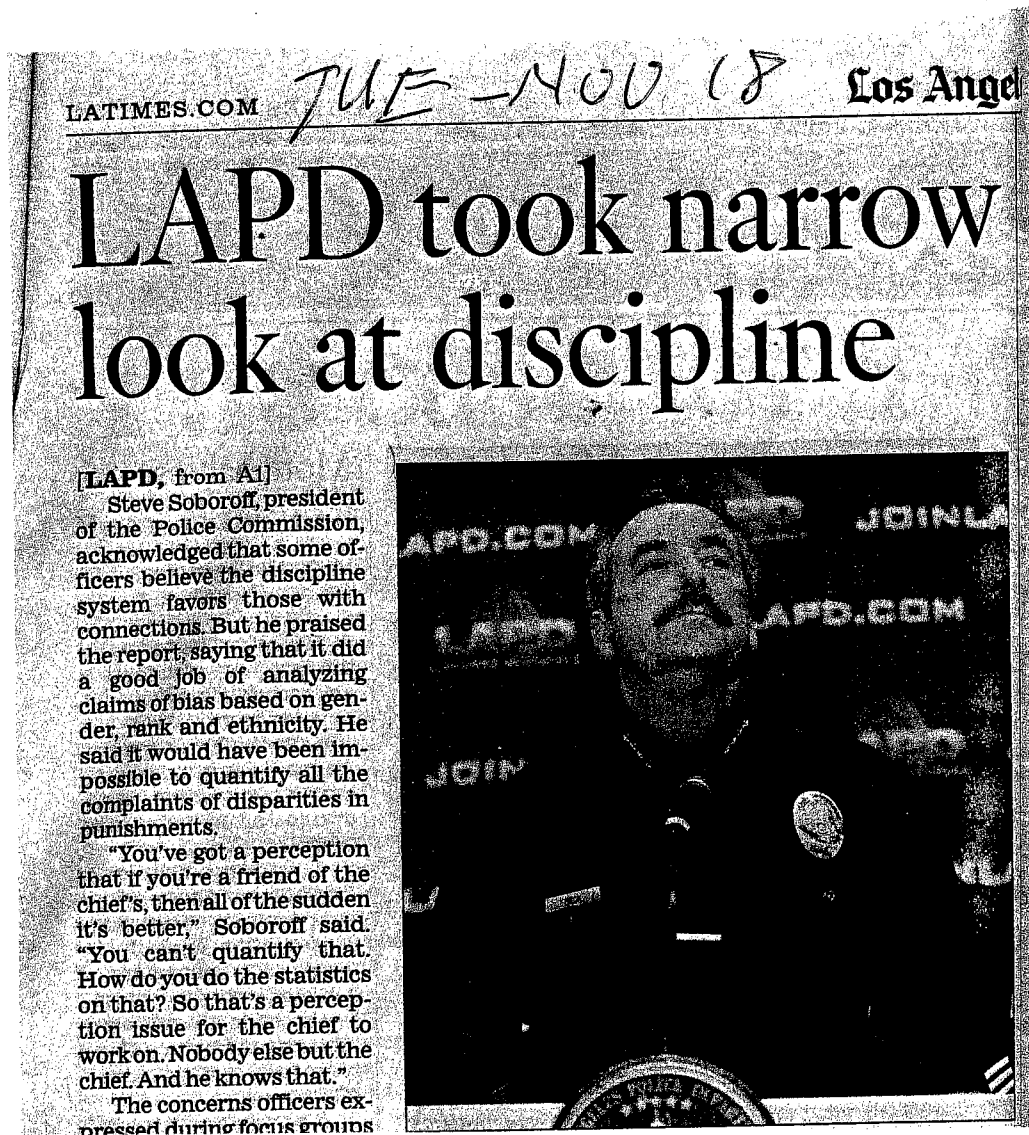 LATIMES.COM TUE - NOV 18 Los Angel
LAPD took narrow
look at discipline
[LAPD, from A1]
Steve Soboroff, president
of the Police Commission,
acknowledged that some of-
ficers believe the discipline
system favors those with
connections. But he praised
the report, saying that it did
a good job of analyzing
claims of bias based on gen-
der, rank and ethnicity. He
said it would have been im-
possible to quantify all the
complaints of disparities in
punishments.
"You've got a perception
that if you're a friend of the
chief's, then all of the sudden
it's better," Soboroff said.
"You can't quantify that.
How do you do the statistics
on that? So that's a percep-
tion issue for the chief to
work on. Nobody else but the
chief. And he knows that."
The concerns officers ex-
pressed during focus groups
APD.COM
JOINLA
LAPD
LAPD.COM
APD
JOIN